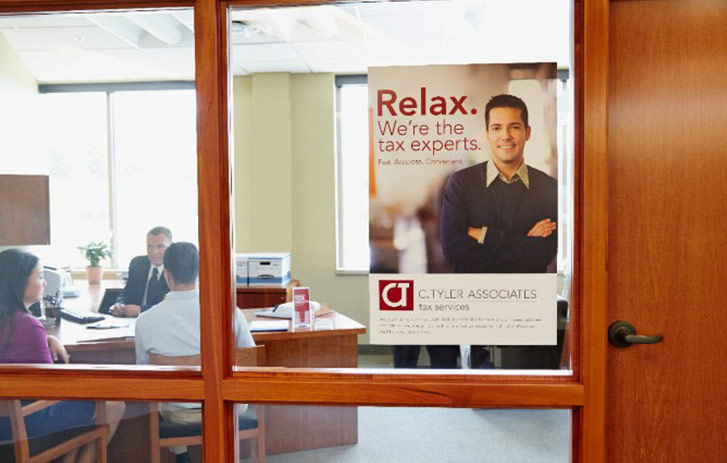 Relax.
We're the
tax experts.
Fast. Accurate. Convenient.
CT
C.TYLER ASSOCIATES
tax services